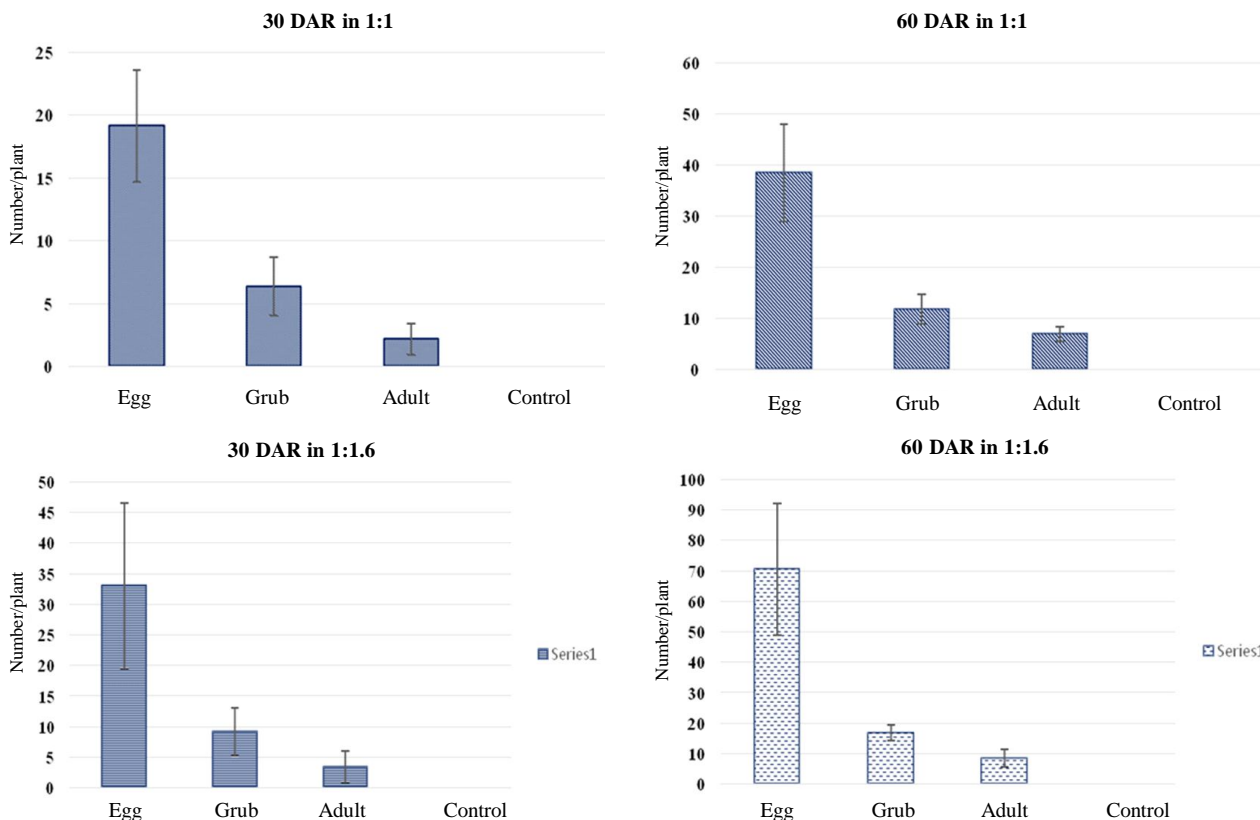 30 DAR in 1:1
25
20
15
10
5
0
Number/plant
Egg Grub Adult Control
60 DAR in 1:1
60
50
40
30
20
10
0
Number/plant
Egg Grub Adult Control
30 DAR in 1:1.6
50
45
40
35
30
25
20
15
10
5
0
Number/plant
Egg Grub Adult Control
Series1
60 DAR in 1:1.6
100
90
80
70
60
50
40
30
20
10
0
Number/plant
Egg Grub Adult Control
Series1